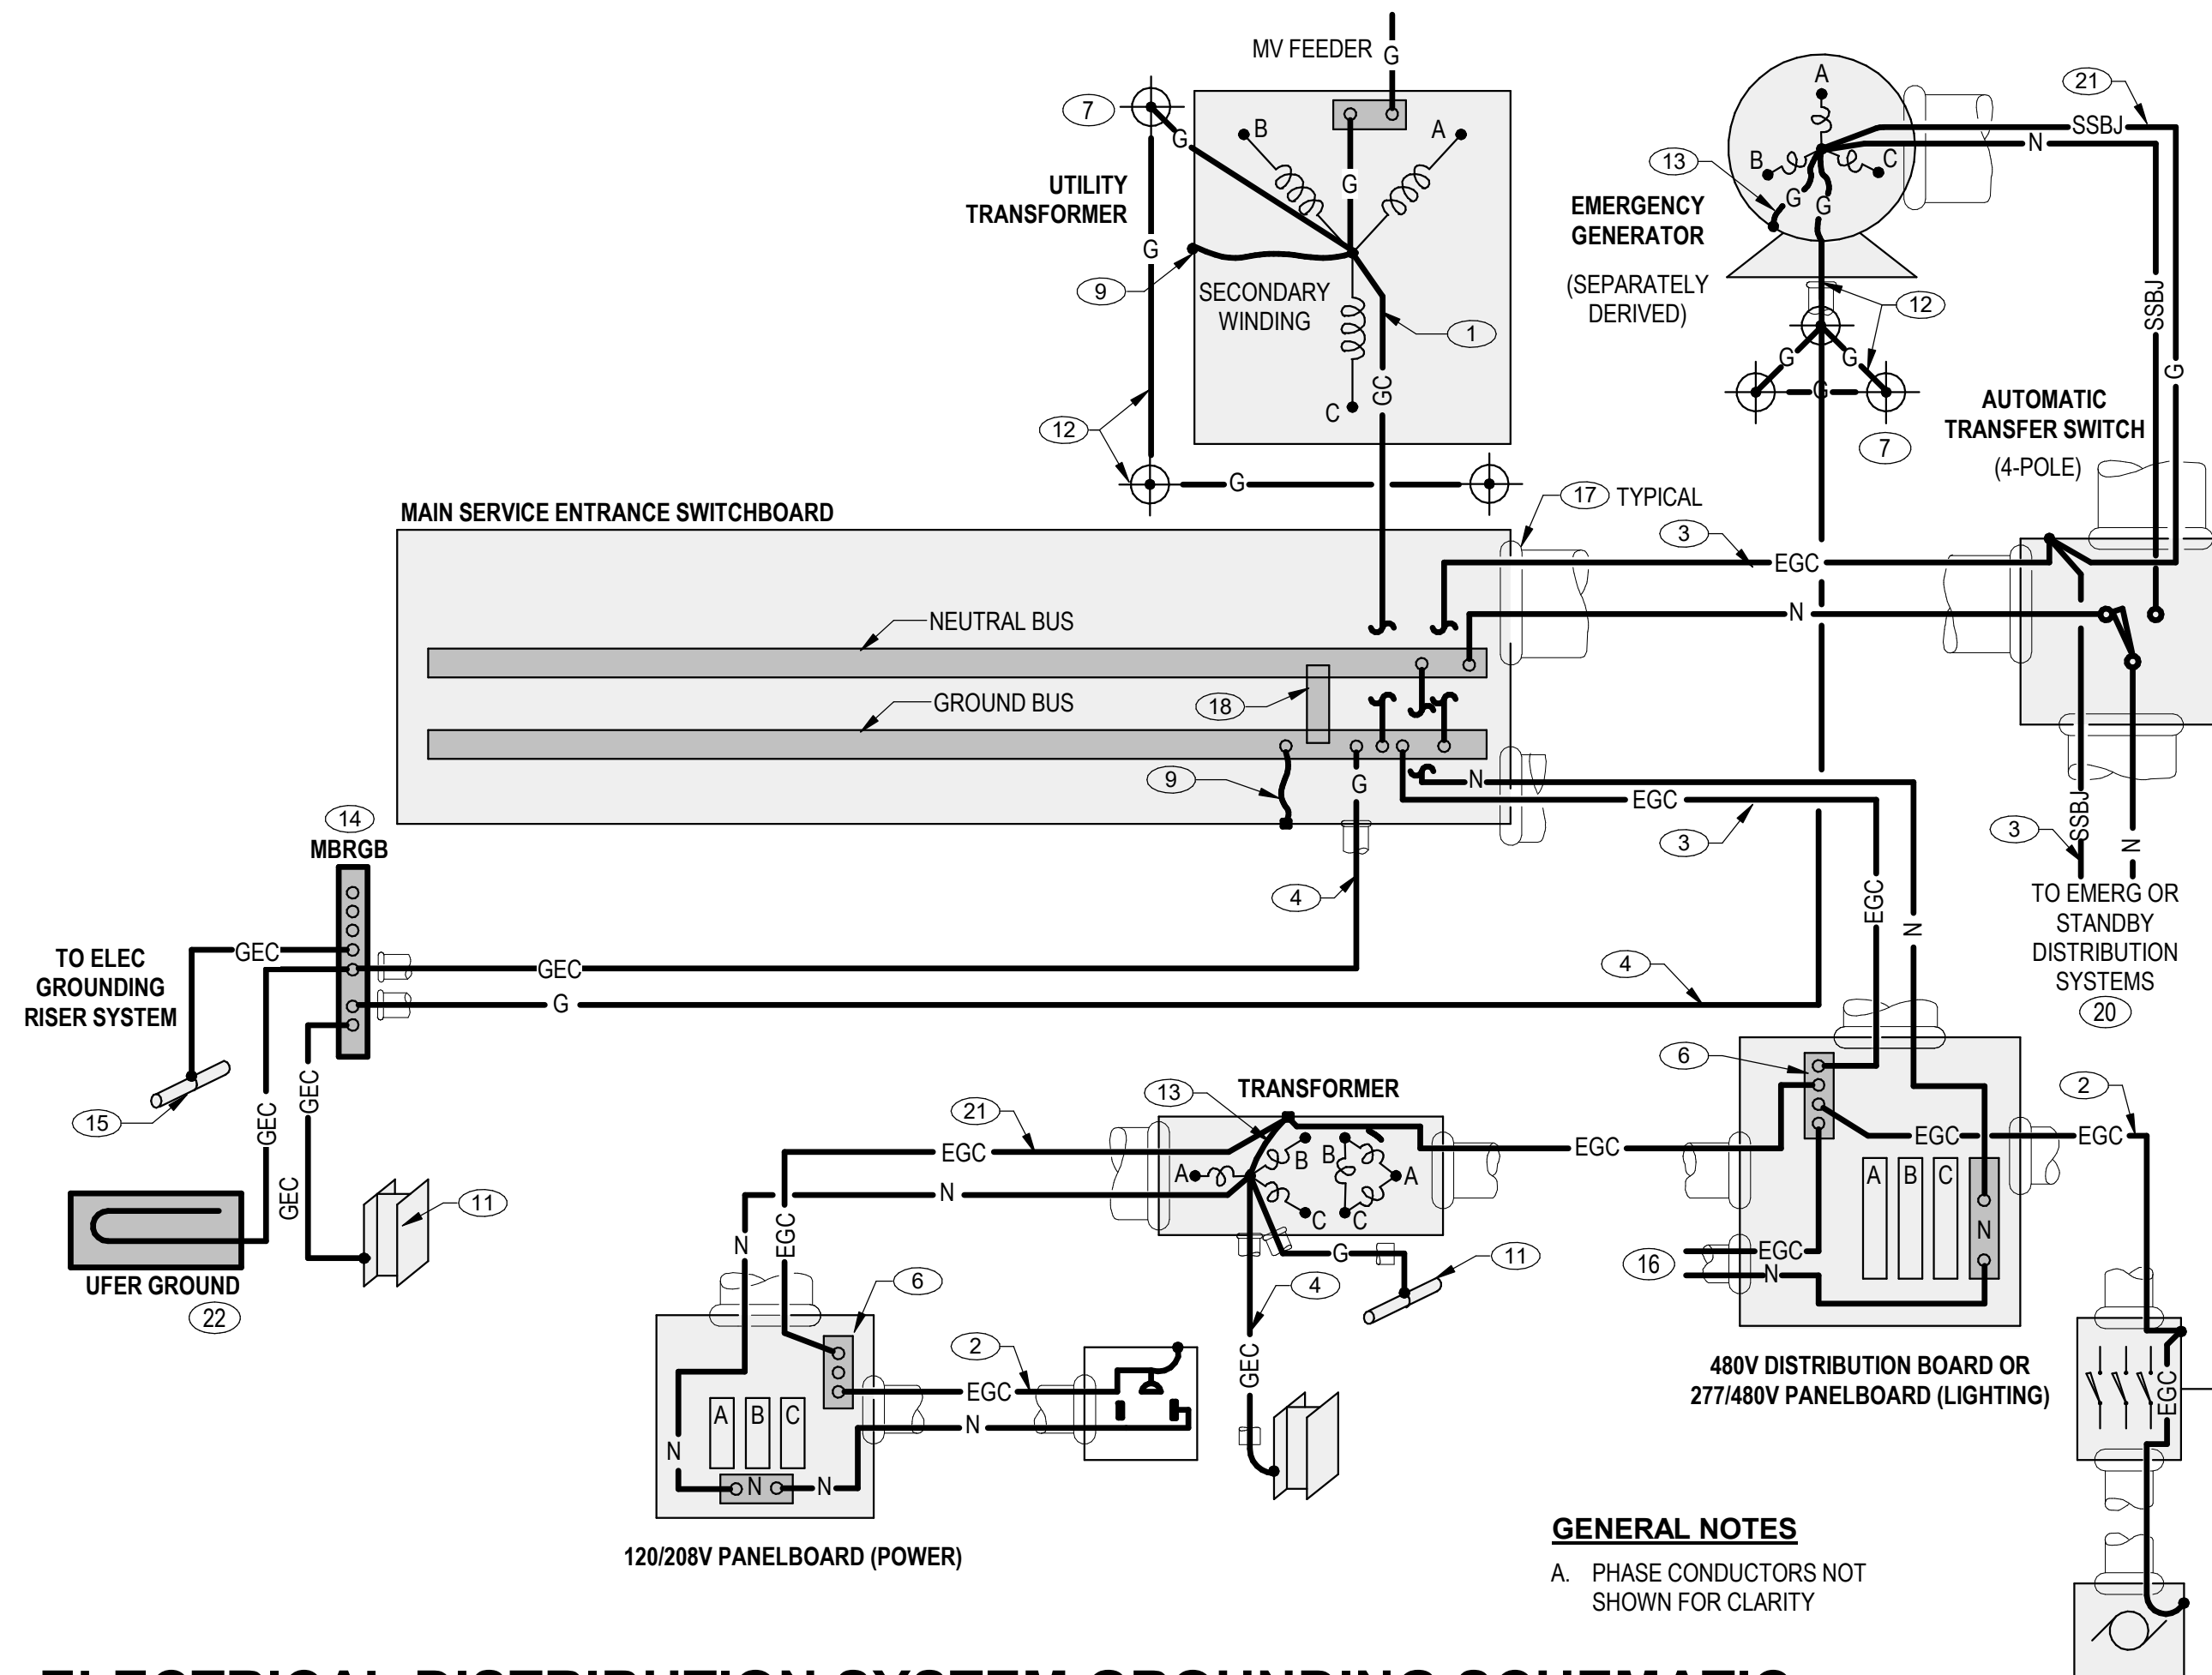 MV FEEDER
G
7
G
B
A
G
UTILITY
TRANSFORMER
G
9
SECONDARY
WINDING
1
GC
C
12
G
A
21
SSBJ
N
13
B
C
G
G
EMERGENCY
GENERATOR
(SEPARATELY
DERIVED)
12
SSBJ
G
G
G
G
7
AUTOMATIC
TRANSFER SWITCH
(4-POLE)
MAIN SERVICE ENTRANCE SWITCHBOARD
17 TYPICAL
3
EGC
N
NEUTRAL BUS
GROUND BUS
18
9
G
N
EGC
3
4
SSBJ
N
3
TO EMERG OR
STANDBY
DISTRIBUTION
SYSTEMS
20
EGC
N
14
MBRGB
GEC
GEC
G
4
TO ELEC
GROUNDING
RISER SYSTEM
15
GEC
GEC
GEC
11
UFER GROUND
22
TRANSFORMER
13
21
EGC
N
A
B
C
B
A
C
EGC
6
EGC
EGC
2
A
B
C
N
16
EGC
N
G
11
4
GEC
N
EGC
6
2
EGC
N
A
B
C
N
N
N
120/208V PANELBOARD (POWER)
480V DISTRIBUTION BOARD OR
277/480V PANELBOARD (LIGHTING)
EGC
GENERAL NOTES
A. PHASE CONDUCTORS NOT
SHOWN FOR CLARITY
ELECTRICAL DISTRIBUTION SYSTEM GROUNDING SCHEMATIC